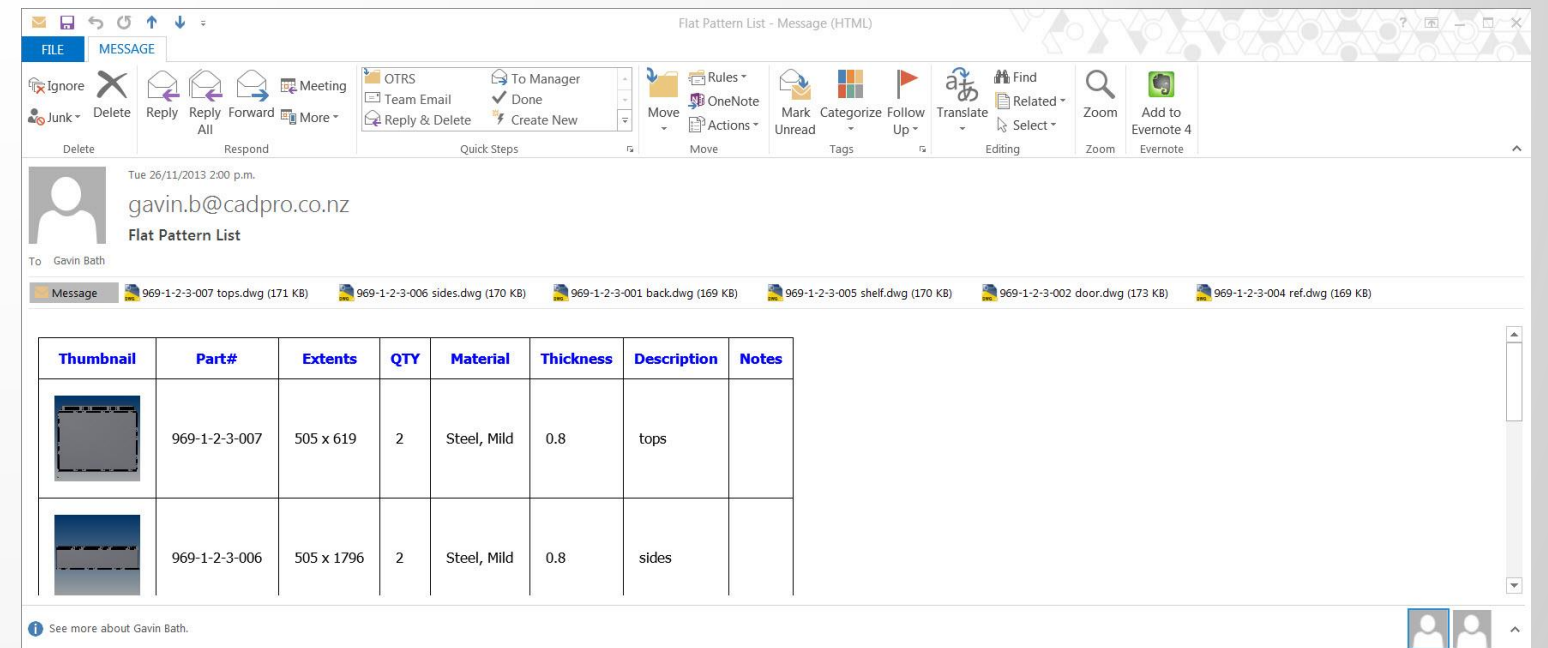 Flat Pattern List - Message (HTML)
?
FILE MESSAGE
Ignore
Junk
Delete
Reply
Reply All
Forward
Meeting
More
OTRS
Team Email
Reply & Delete
To Manager
Done
Create New
Move
Rules
OneNote
Actions
Mark Unread
Categorize
Follow Up
Translate
Find
Related
Select
Zoom
Add to Evernote 4
Delete Respond Quick Steps Move Tags Editing Zoom Evernote
Tue 26/11/2013 2:00 p.m.
gavin.b@cadpro.co.nz
Flat Pattern List
To Gavin Bath
Message DWG 969-1-2-3-007 tops.dwg (171 KB) DWG 969-1-2-3-006 sides.dwg (170 KB) DWG 969-1-2-3-001 back.dwg (169 KB) DWG 969-1-2-3-005 shelf.dwg (170 KB) DWG 969-1-2-3-002 door.dwg (173 KB) DWG 969-1-2-3-004 ref.dwg (169 KB)
Thumbnail Part# Extents QTY Material Thickness Description Notes
969-1-2-3-007 505 x 619 2 Steel, Mild 0.8 tops
969-1-2-3-006 505 x 1796 2 Steel, Mild 0.8 sides
See more about Gavin Bath.